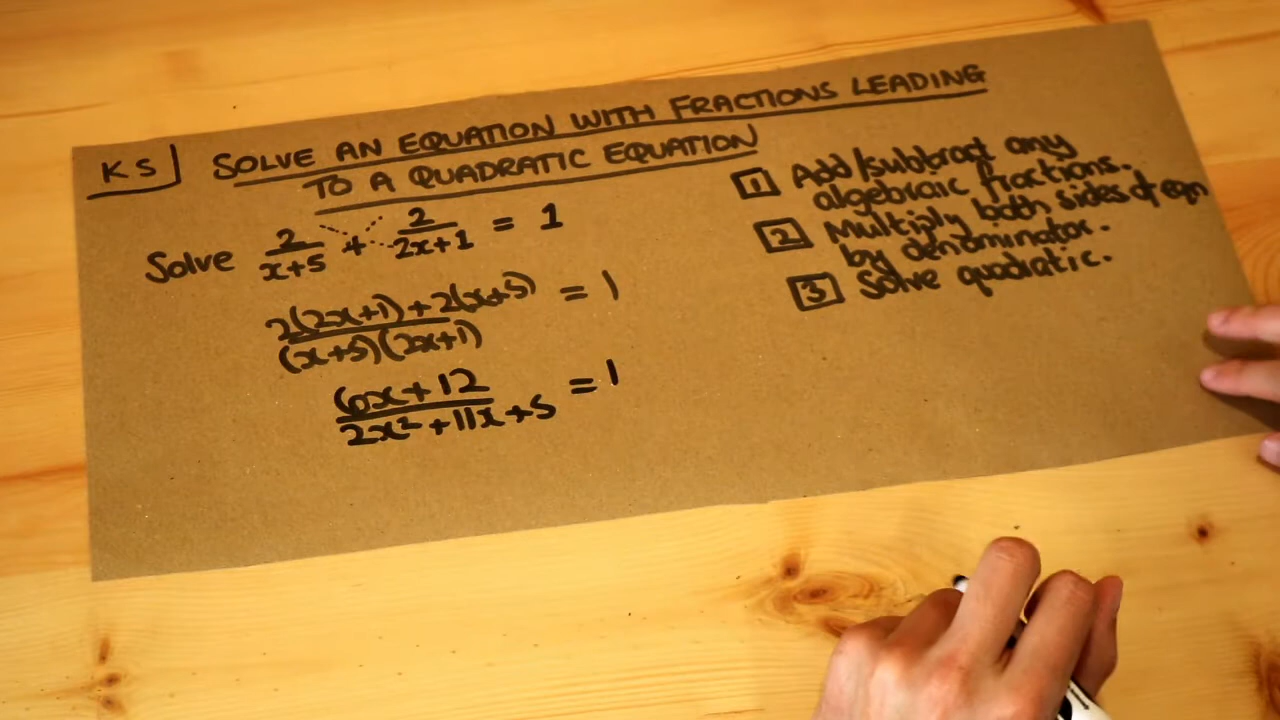 KS
SOLVE AN EQUATION WITH FRACTIONS LEADING
TO A QUADRATIC EQUATION
Solve 2/(x+5) + 2/(2x+1) = 1
(2(2x+1)+2(x+5))/((x+5)(2x+1)) = 1
(6x+12)/(2x²+11x+5) = 1
1 Add/subtract any
algebraic fractions.
2 Multiply both sides of eqn
by denominator.
3 Solve quadratic.